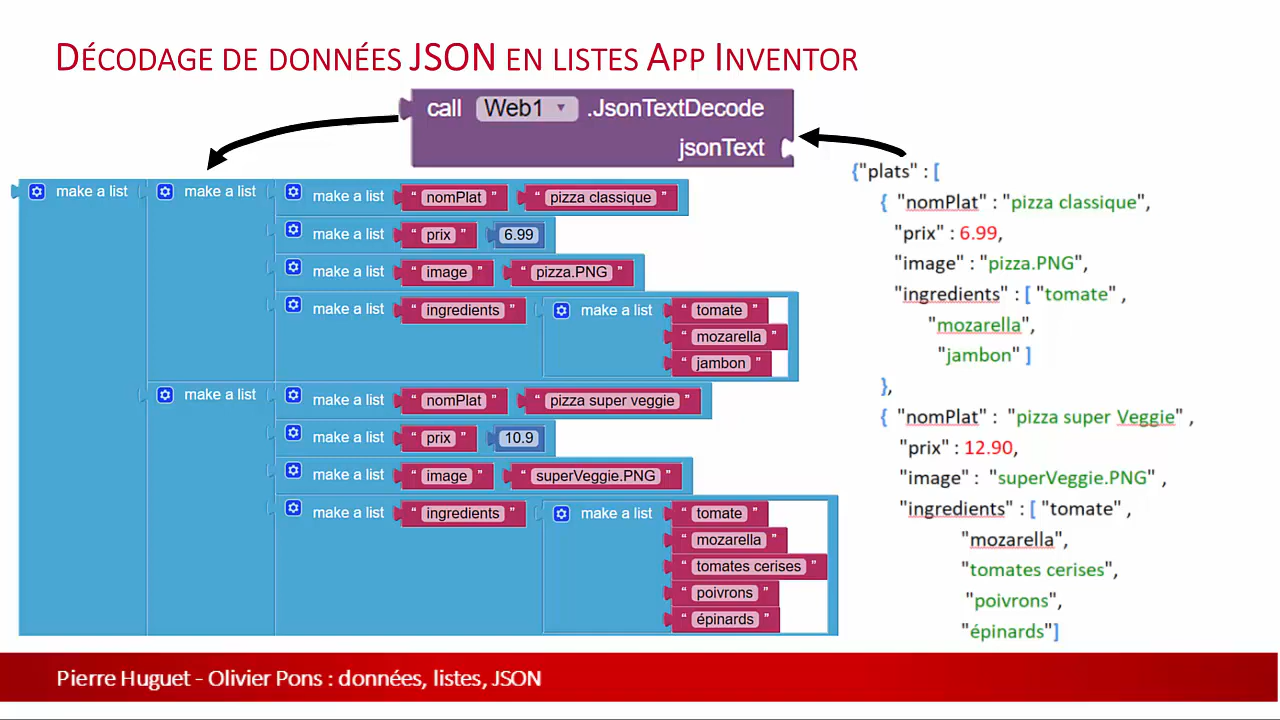 DÉCODAGE DE DONNÉES JSON EN LISTES APP INVENTOR
call Web1 .JsonTextDecode
jsonText
make a list make a list make a list " nomPlat " " pizza classique "
make a list " prix " 6.99
make a list " image " " pizza.PNG "
make a list " ingredients " make a list " tomate "
" mozarella "
" jambon "
make a list make a list " nomPlat " " pizza super veggie "
make a list " prix " 10.9
make a list " image " " superVeggie.PNG "
make a list " ingredients " make a list " tomate "
" mozarella "
" tomates cerises "
" poivrons "
" épinards "
{"plats" : [
{ "nomPlat" : "pizza classique",
"prix" : 6.99,
"image" : "pizza.PNG",
"ingredients" : [ "tomate" ,
"mozarella",
"jambon" ]
},
{ "nomPlat" : "pizza super Veggie" ,
"prix" : 12.90,
"image" : "superVeggie.PNG" ,
"ingredients" : [ "tomate" ,
"mozarella",
"tomates cerises",
"poivrons",
"épinards"]
Pierre Huguet - Olivier Pons : données, listes, JSON